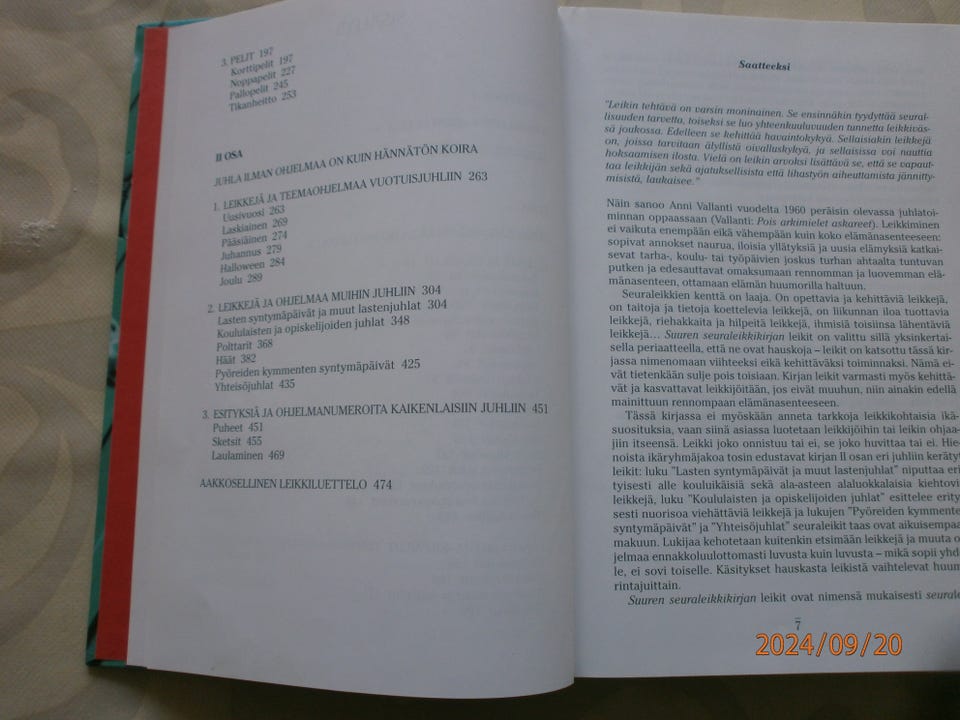 3. PELIT 197
Korttipelit 197
Noppapelit 227
Pallopelit 245
Tikanheitto 253
II OSA
JUHLA ILMAN OHJELMAA ON KUIN HÄNNÄTÖN KOIRA
1. LEIKKEJÄ JA TEEMAOHJELMAA VUOTUISJUHLIIN 263
Uusivuosi 263
Laskiainen 269
Pääsiäinen 274
Juhannus 279
Halloween 284
Joulu 289
2. LEIKKEJÄ JA OHJELMAA MUIHIN JUHLIIN 304
Lasten syntymäpäivät ja muut lastenjuhlat 304
Koululaisten ja opiskelijoiden juhlat 348
Polttarit 368
Häät 382
Pyöreiden kymmenten syntymäpäivät 425
Yhteisöjuhlat 435
3. ESITYKSIÄ JA OHJELMANUMEROITA KAIKENLAISIIN JUHLIIN 451
Puheet 451
Sketsit 455
Laulaminen 469
AAKKOSELLINEN LEIKKILUETTELO 474
Saatteeksi
"Leikin tehtävä on varsin moninainen. Se ensinnäkin tyydyttää seural-
lisuuden tarvetta, toiseksi se luo yhteenkuuluvuuden tunnetta leikkiväs-
sä joukossa. Edelleen se kehittää havaintokykyä. Sellaisiakin leikkejä
on, joissa tarvitaan älyllistä oivalluskykyä, ja sellaisissa voi nauttia
hoksaamisen ilosta. Vielä on leikin arvoksi lisättävä se, että se vapaut-
taa leikkijän sekä ajatuksellisista että lihastyön aiheuttamista jännitty-
misistä, laukaisee."
Näin sanoo Anni Vallanti vuodelta 1960 peräisin olevassa juhlatoi-
minnan oppaassaan (Vallanti: Pois arkimielet askareet). Leikkiminen
ei vaikuta enempään eikä vähempään kuin koko elämänasenteeseen:
sopivat annokset naurua, iloisia yllätyksiä ja uusia elämyksiä katkai-
sevat tarha-, koulu- tai työpäivien joskus turhan ahtaalta tuntuvan
putken ja edesauttavat omaksumaan rennomman ja luovemman elä-
mänasenteen, ottamaan elämän huumorilla haltuun.
Seuraleikkien kenttä on laaja. On opettavia ja kehittäviä leikkejä,
on taitoja ja tietoja koettelevia leikkejä, on liikunnan iloa tuottavia
leikkejä, riehakkaita ja hilpeitä leikkejä, ihmisiä toisiinsa lähentäviä
leikkejä... Suuren seuraleikkikirjan leikit on valittu sillä yksinkertai-
sella periaatteella, että ne ovat hauskoja – leikit on katsottu tässä kir-
jassa nimenomaan viihteeksi eikä kehittäväksi toiminnaksi. Nämä ei-
vät tietenkään sulje pois toisiaan. Kirjan leikit varmasti myös kehittä-
vät ja kasvattavat leikkijöitään, jos eivät muuhun, niin ainakin edellä
mainittuun rennompaan elämänasenteeseen.
Tässä kirjassa ei myöskään anneta tarkkoja leikkikohtaisia ikä-
suosituksia, vaan siinä asiassa luotetaan leikkijöihin tai leikin ohjaa-
jiin itseensä. Leikki joko onnistuu tai ei, se joko huvittaa tai ei. Hie-
noista ikäryhmäjakoa tosin edustavat kirjan II osan eri juhliin kerätyt
leikit: luku "Lasten syntymäpäivät ja muut lastenjuhlat" niputtaa eri
tyisesti alle kouluikäisiä sekä ala-asteen alaluokkalaisia kiehtovi
leikkejä, luku "Koululaisten ja opiskelijoiden juhlat" esittelee erity
sesti nuorisoa viehättäviä leikkejä ja lukujen "Pyöreiden kymmente
syntymäpäivät" ja "Yhteisöjuhlat" seuraleikit taas ovat aikuisempa
makuun. Lukijaa kehotetaan kuitenkin etsimään leikkejä ja muuta o
jelmaa ennakkoluulottomasti luvusta kuin luvusta – mikä sopii yhd
le, ei sovi toiselle. Käsitykset hauskasta leikistä vaihtelevat huum
rintajuittain.
Suuren seuraleikkikirjan leikit ovat nimensä mukaisesti seurale
7
2024/09/20